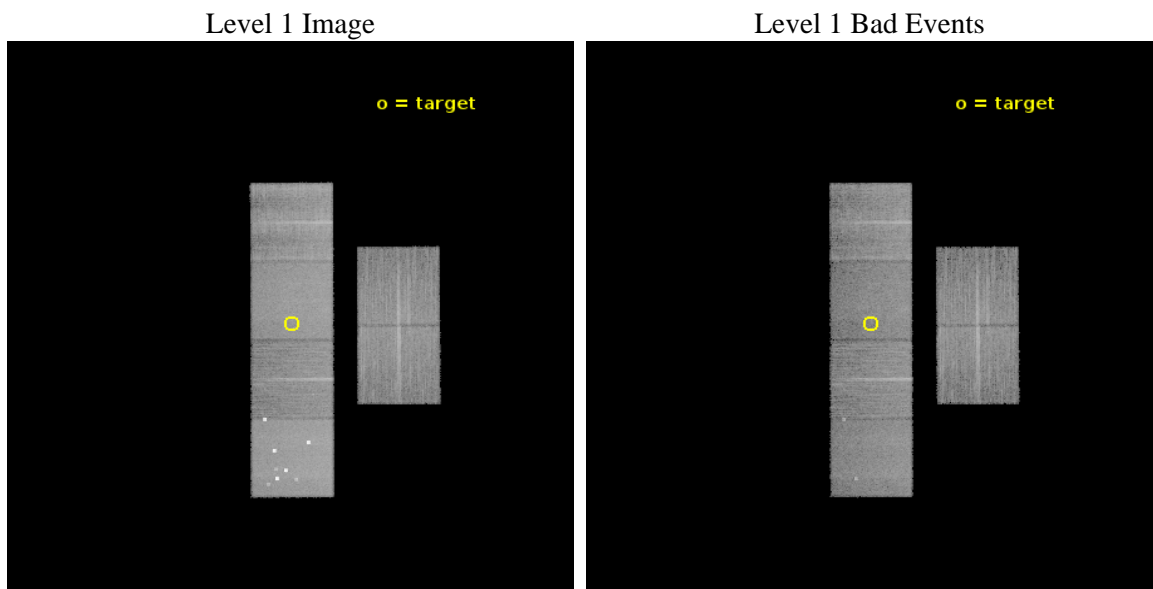 Level 1 Image
Level 1 Bad Events
o = target
o = target